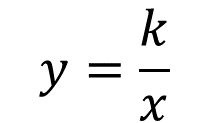 y = k/x